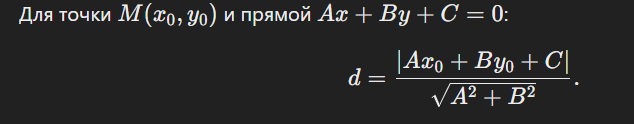 Для точки M(x₀, y₀) и прямой Ax + By + C = 0:
d = |Ax₀ + By₀ + C| / √(A² + B²).